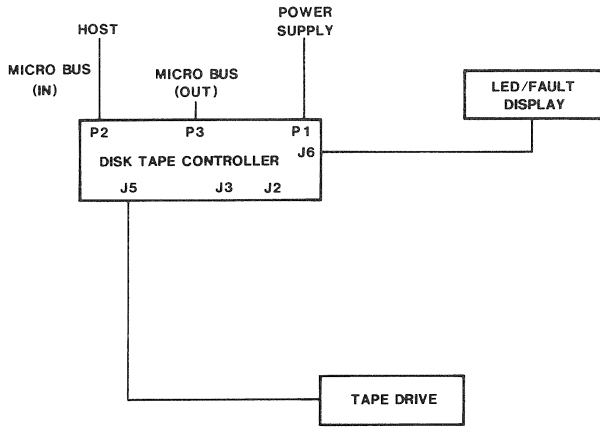 POWER
SUPPLY
HOST
MICRO BUS
(IN)
MICRO BUS
(OUT)
LED/FAULT
DISPLAY
P2 P3 P1
J6
DISK TAPE CONTROLLER
J5 J3 J2
TAPE DRIVE